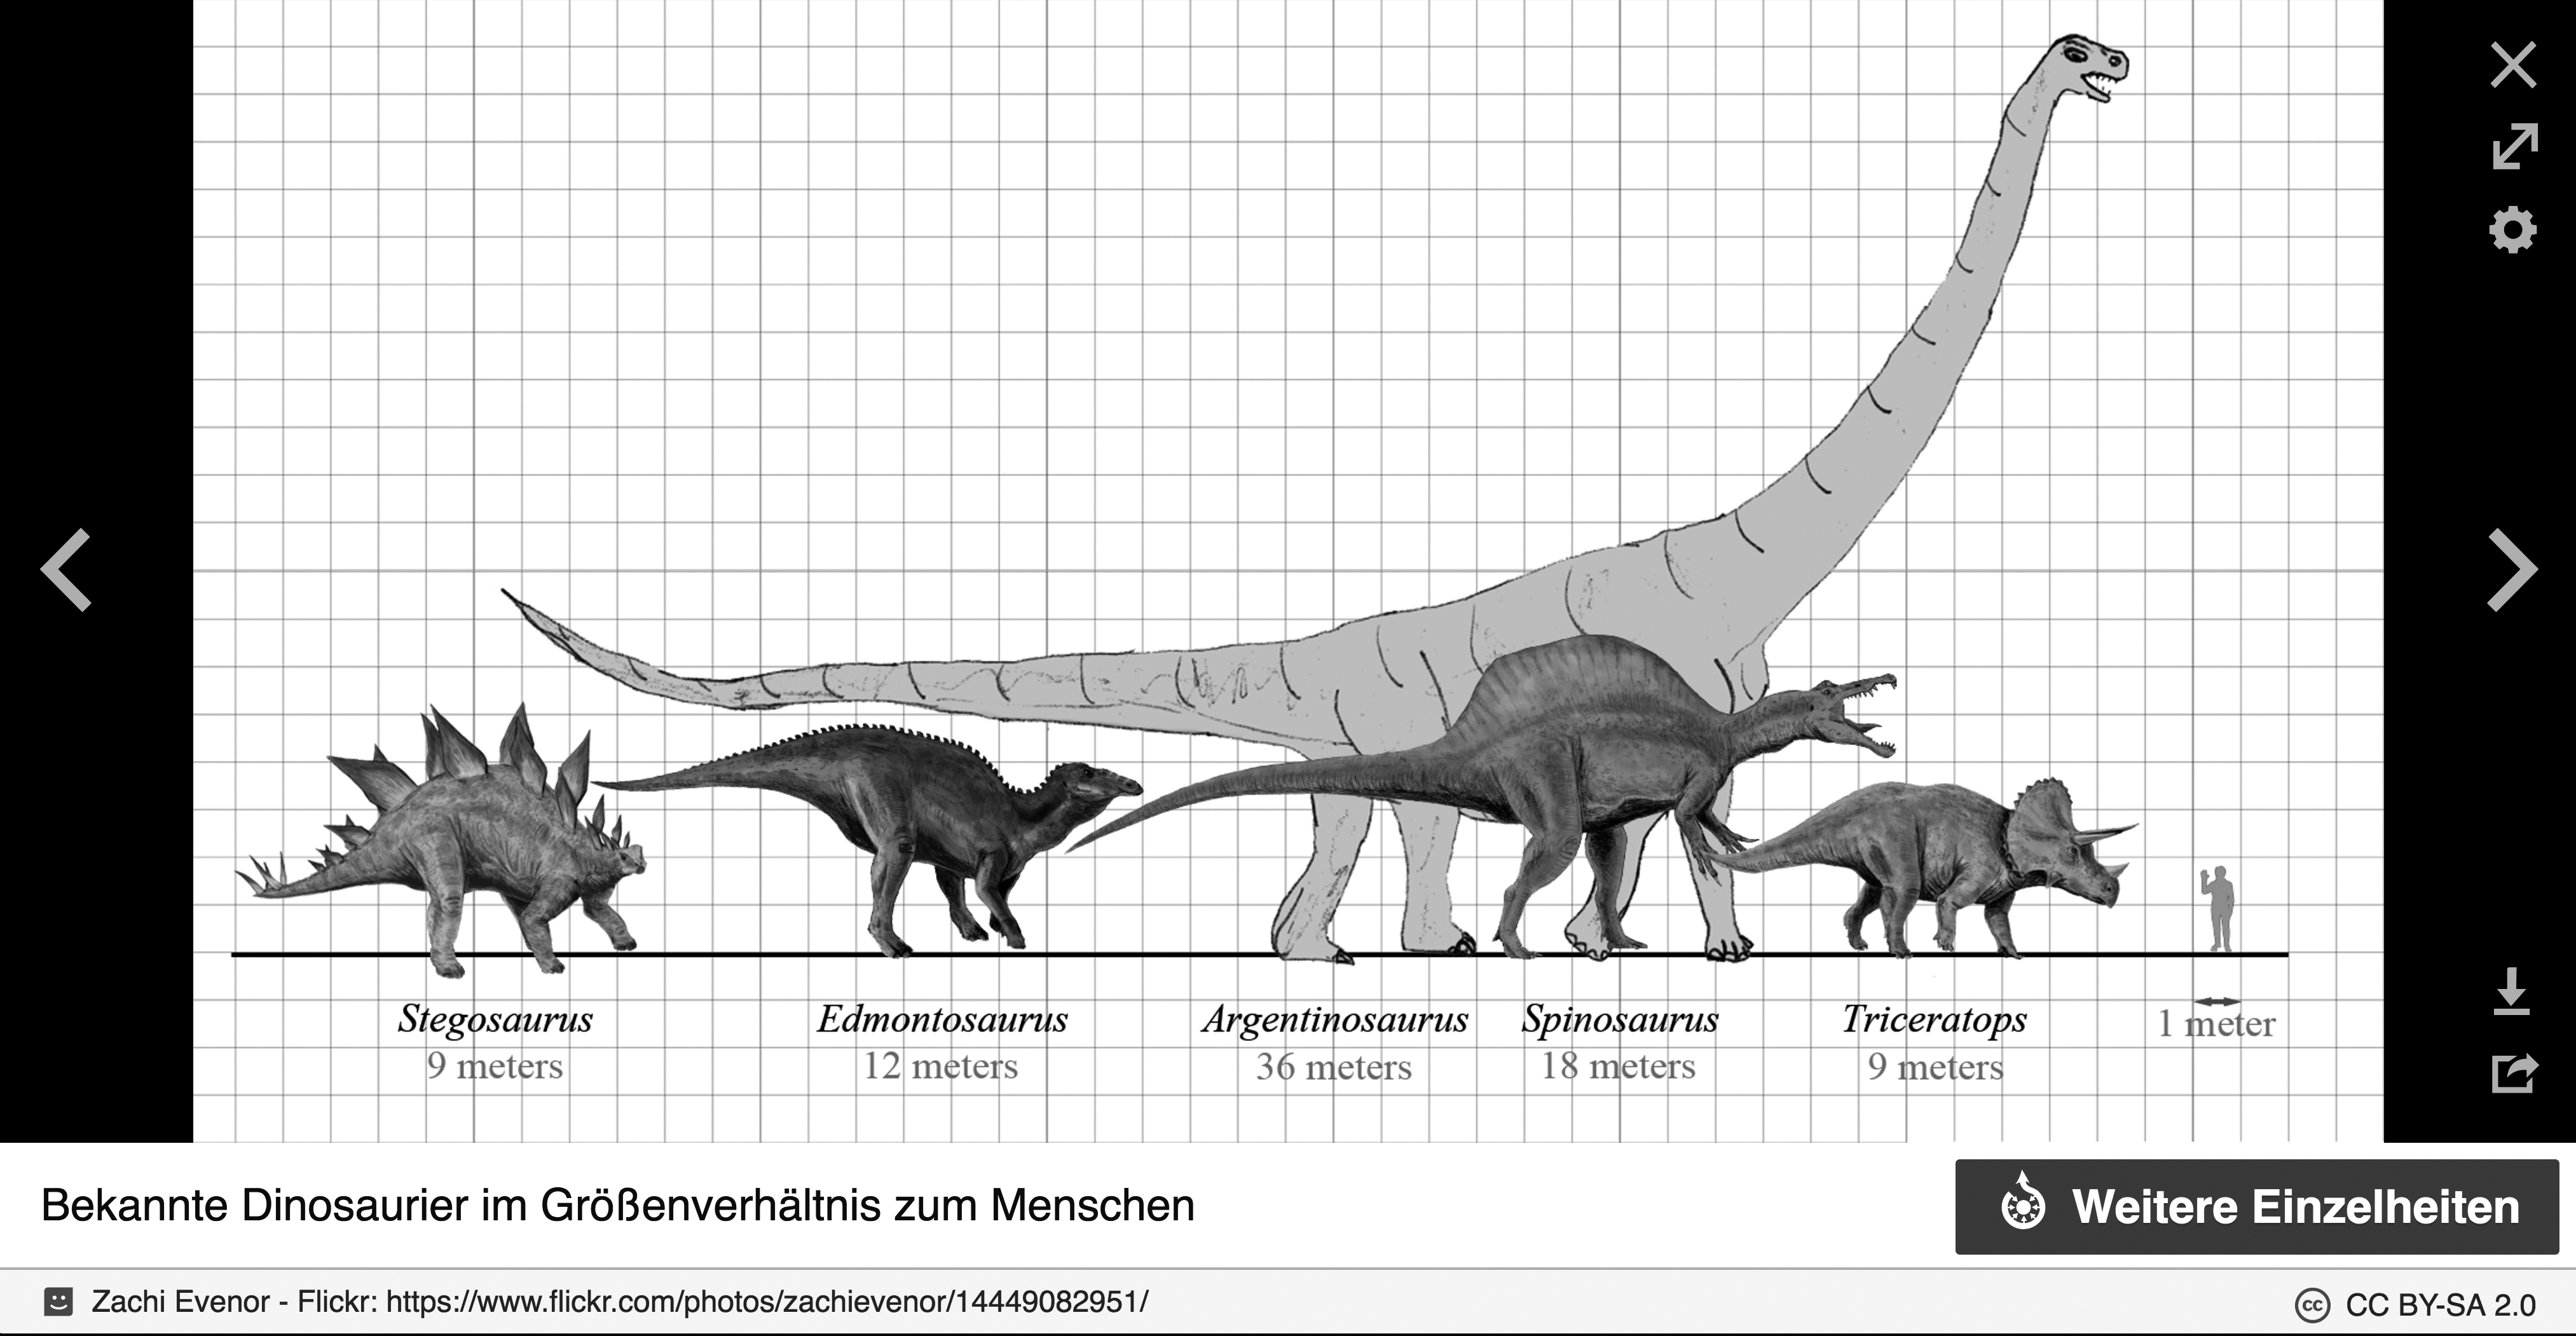 Stegosaurus
9 meters
Edmontosaurus
12 meters
Argentinosaurus
36 meters
Spinosaurus
18 meters
Triceratops
9 meters
1 meter
Bekannte Dinosaurier im Größenverhältnis zum Menschen
Weitere Einzelheiten
Zachi Evenor - Flickr: https://www.flickr.com/photos/zachievenor/14449082951/
cc CC BY-SA 2.0